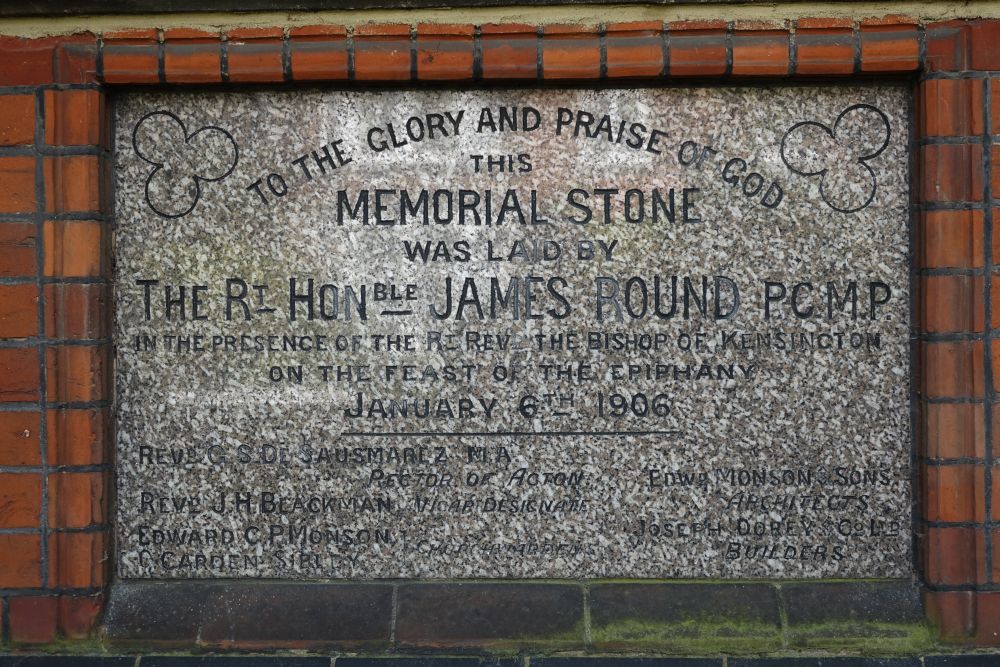 TO THE GLORY AND PRAISE OF GOD
THIS
MEMORIAL STONE
WAS LAID BY
THE RT. HONBLE JAMES ROUND P.C. M.P.
IN THE PRESENCE OF THE RT. REVD. THE BISHOP OF KENSINGTON
ON THE FEAST OF THE EPIPHANY
JANUARY 6TH 1906
REVD. C. S. DE SAUSMAREZ M.A.
RECTOR OF ACTON.
REVD. J. H. BLACKMAN, VICAR DESIGNATE
EDWARD C. P. MONSON
C. CARDEN SIBLEY
CHURCHWARDENS
EDWD. MONSON & SONS.
ARCHITECTS.
JOSEPH DOREY & CO. LD.
BUILDERS